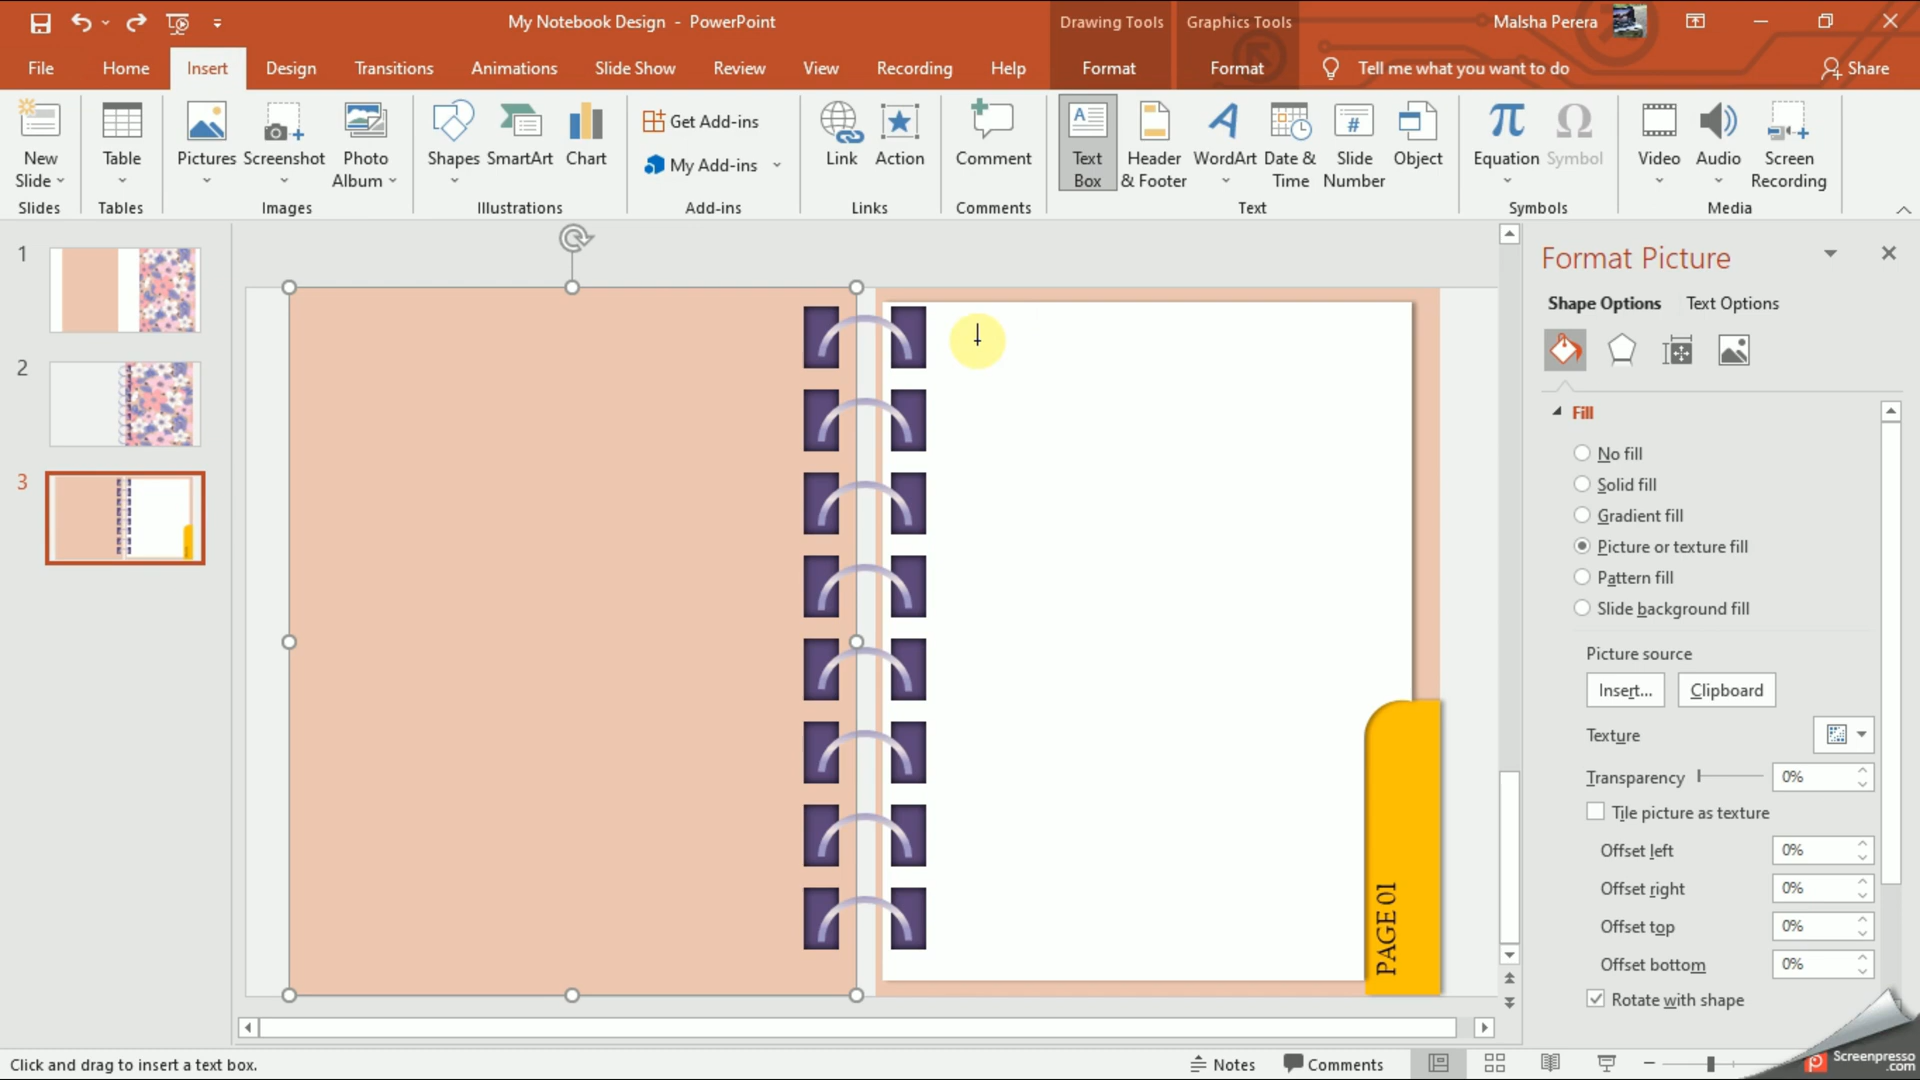 My Notebook Design - PowerPoint
Drawing Tools
Graphics Tools
Malsha Perera
File
Home
Insert
Design
Transitions
Animations
Slide Show
Review
View
Recording
Help
Format
Format
Tell me what you want to do
Share
New Slide
Table
Pictures
Screenshot
Photo Album
Shapes
SmartArt
Chart
Get Add-ins
My Add-ins
Link
Action
Comment
Text Box
Header & Footer
WordArt
Date & Time
Slide Number
Object
Equation
Symbol
Video
Audio
Screen Recording
Slides
Tables
Images
Illustrations
Add-ins
Links
Comments
Text
Symbols
Media
1
2
3
PAGE 01
Format Picture
Shape Options
Text Options
Fill
No fill
Solid fill
Gradient fill
Picture or texture fill
Pattern fill
Slide background fill
Picture source
Insert...
Clipboard
Texture
Transparency
0%
Tile picture as texture
Offset left
0%
Offset right
0%
Offset top
0%
Offset bottom
0%
Rotate with shape
Click and drag to insert a text box.
Notes
Comments
Screenpresso
.com